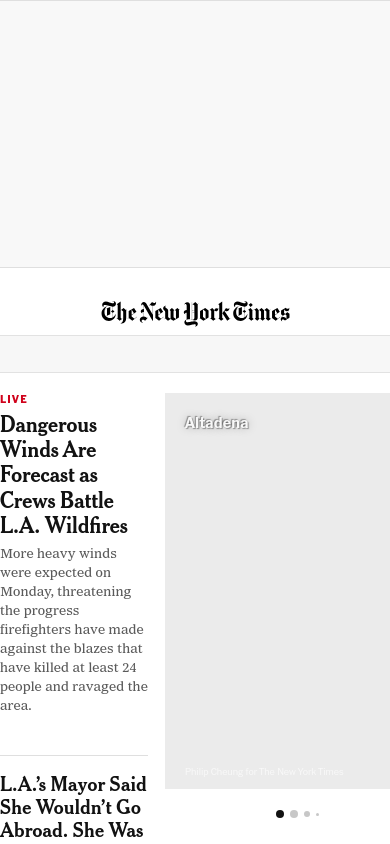 The New York Times
LIVE
Dangerous
Winds Are
Forecast as
Crews Battle
L.A. Wildfires
More heavy winds
were expected on
Monday, threatening
the progress
firefighters have made
against the blazes that
have killed at least 24
people and ravaged the
area.
L.A.’s Mayor Said
She Wouldn’t Go
Abroad. She Was
Altadena
Philip Cheung for The New York Times